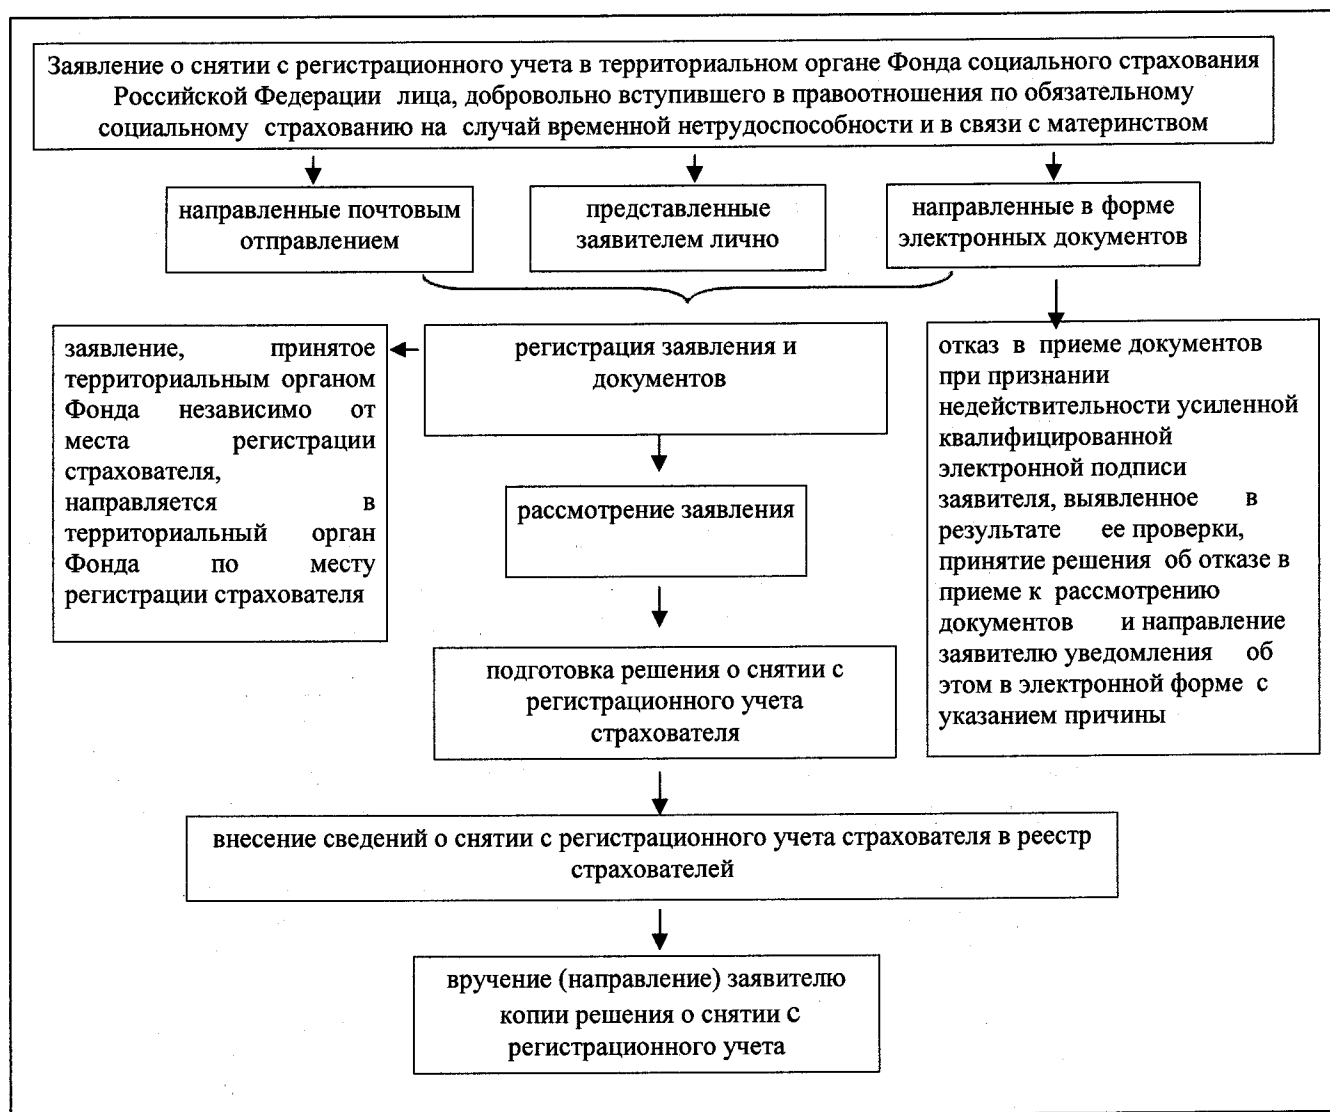 Заявление о снятии с регистрационного учета в территориальном органе Фонда социального страхования
Российской Федерации лица, добровольно вступившего в правоотношения по обязательному
социальному страхованию на случай временной нетрудоспособности и в связи с материнством
направленные почтовым
отправлением
представленные
заявителем лично
направленные в форме
электронных документов
заявление, принятое
территориальным органом
Фонда независимо от
места регистрации
страхователя,
направляется в
территориальный орган
Фонда по месту
регистрации страхователя
регистрация заявления и
документов
отказ в приеме документов
при признании
недействительности усиленной
квалифицированной
электронной подписи
заявителя, выявленное в
результате ее проверки,
принятие решения об отказе в
приеме к рассмотрению
документов и направление
заявителю уведомления об
этом в электронной форме с
указанием причины
рассмотрение заявления
подготовка решения о снятии с
регистрационного учета
страхователя
внесение сведений о снятии с регистрационного учета страхователя в реестр
страхователей
вручение (направление) заявителю
копии решения о снятии с
регистрационного учета